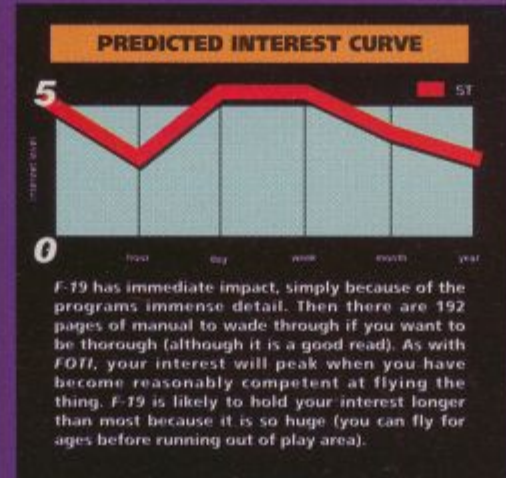 PREDICTED INTEREST CURVE
5
ST
interest level
0
hour
day
week
month
year
F-19 has immediate impact, simply because of the
programs immense detail. Then there are 192
pages of manual to wade through if you want to
be thorough (although it is a good read). As with
FOTI, your interest will peak when you have
become reasonably competent at flying the
thing. F-19 is likely to hold your interest longer
than most because it is so huge (you can fly for
ages before running out of play area).